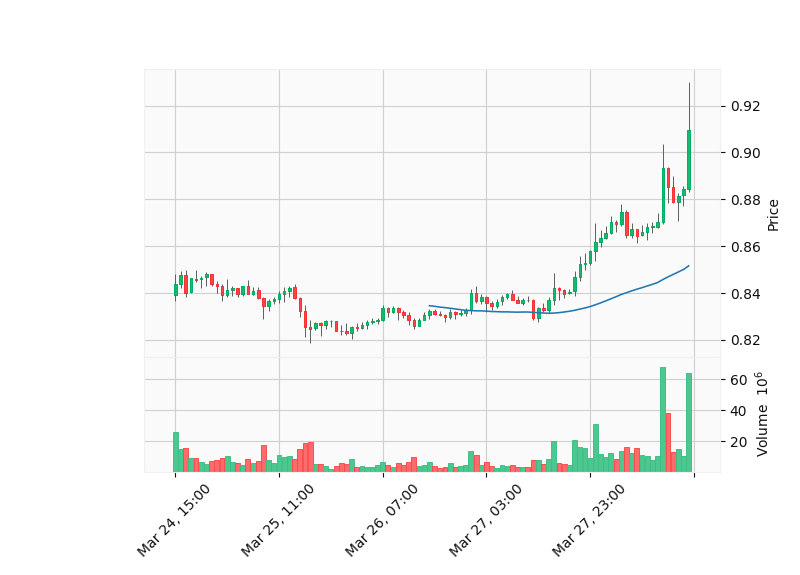 0.92
0.90
0.88
0.86
0.84
0.82
Price
60
40
20
Volume 10^6
Mar 24, 15:00
Mar 25, 11:00
Mar 26, 07:00
Mar 27, 03:00
Mar 27, 23:00